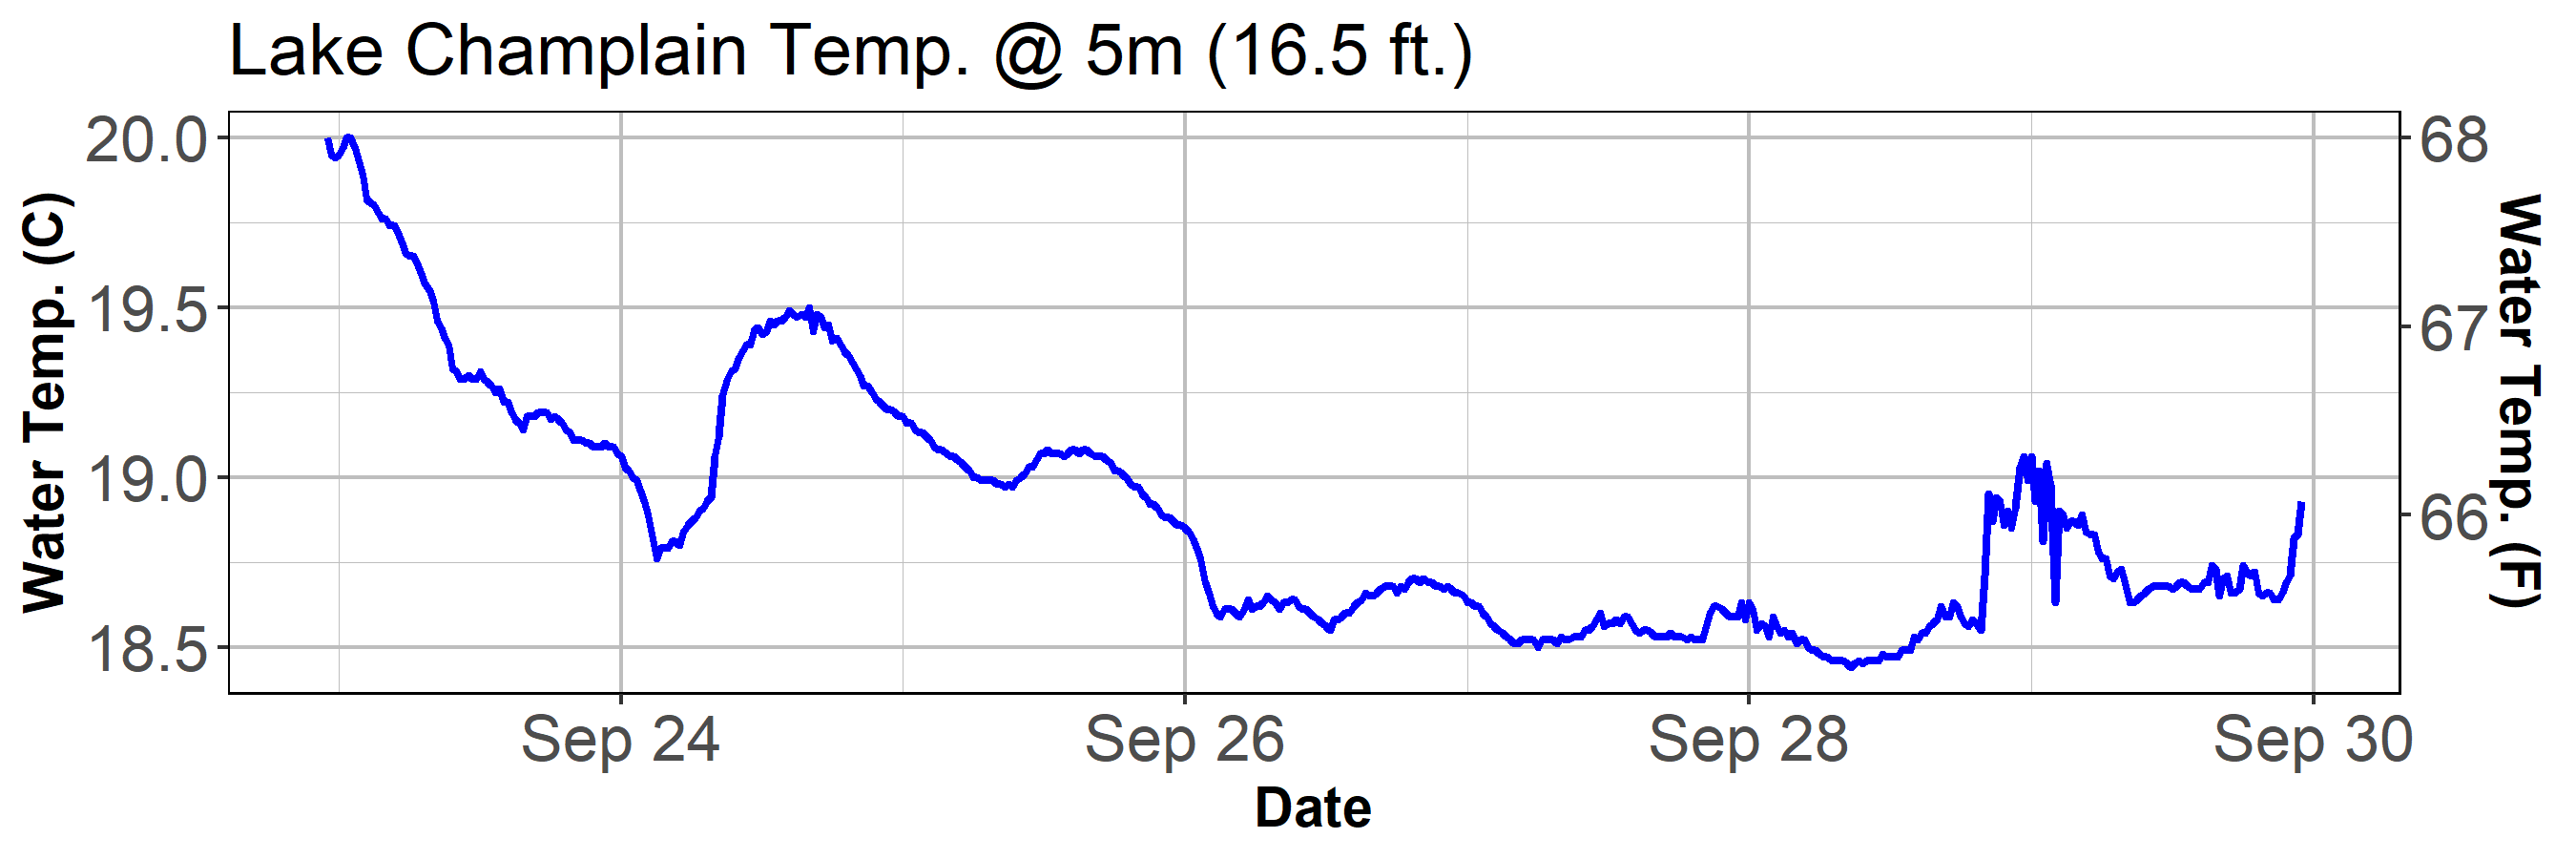 Lake Champlain Temp. @ 5m (16.5 ft.)
Water Temp. (C)
20.0
19.5
19.0
18.5
68
67
66
Water Temp. (F)
Sep 24
Sep 26
Sep 28
Sep 30
Date